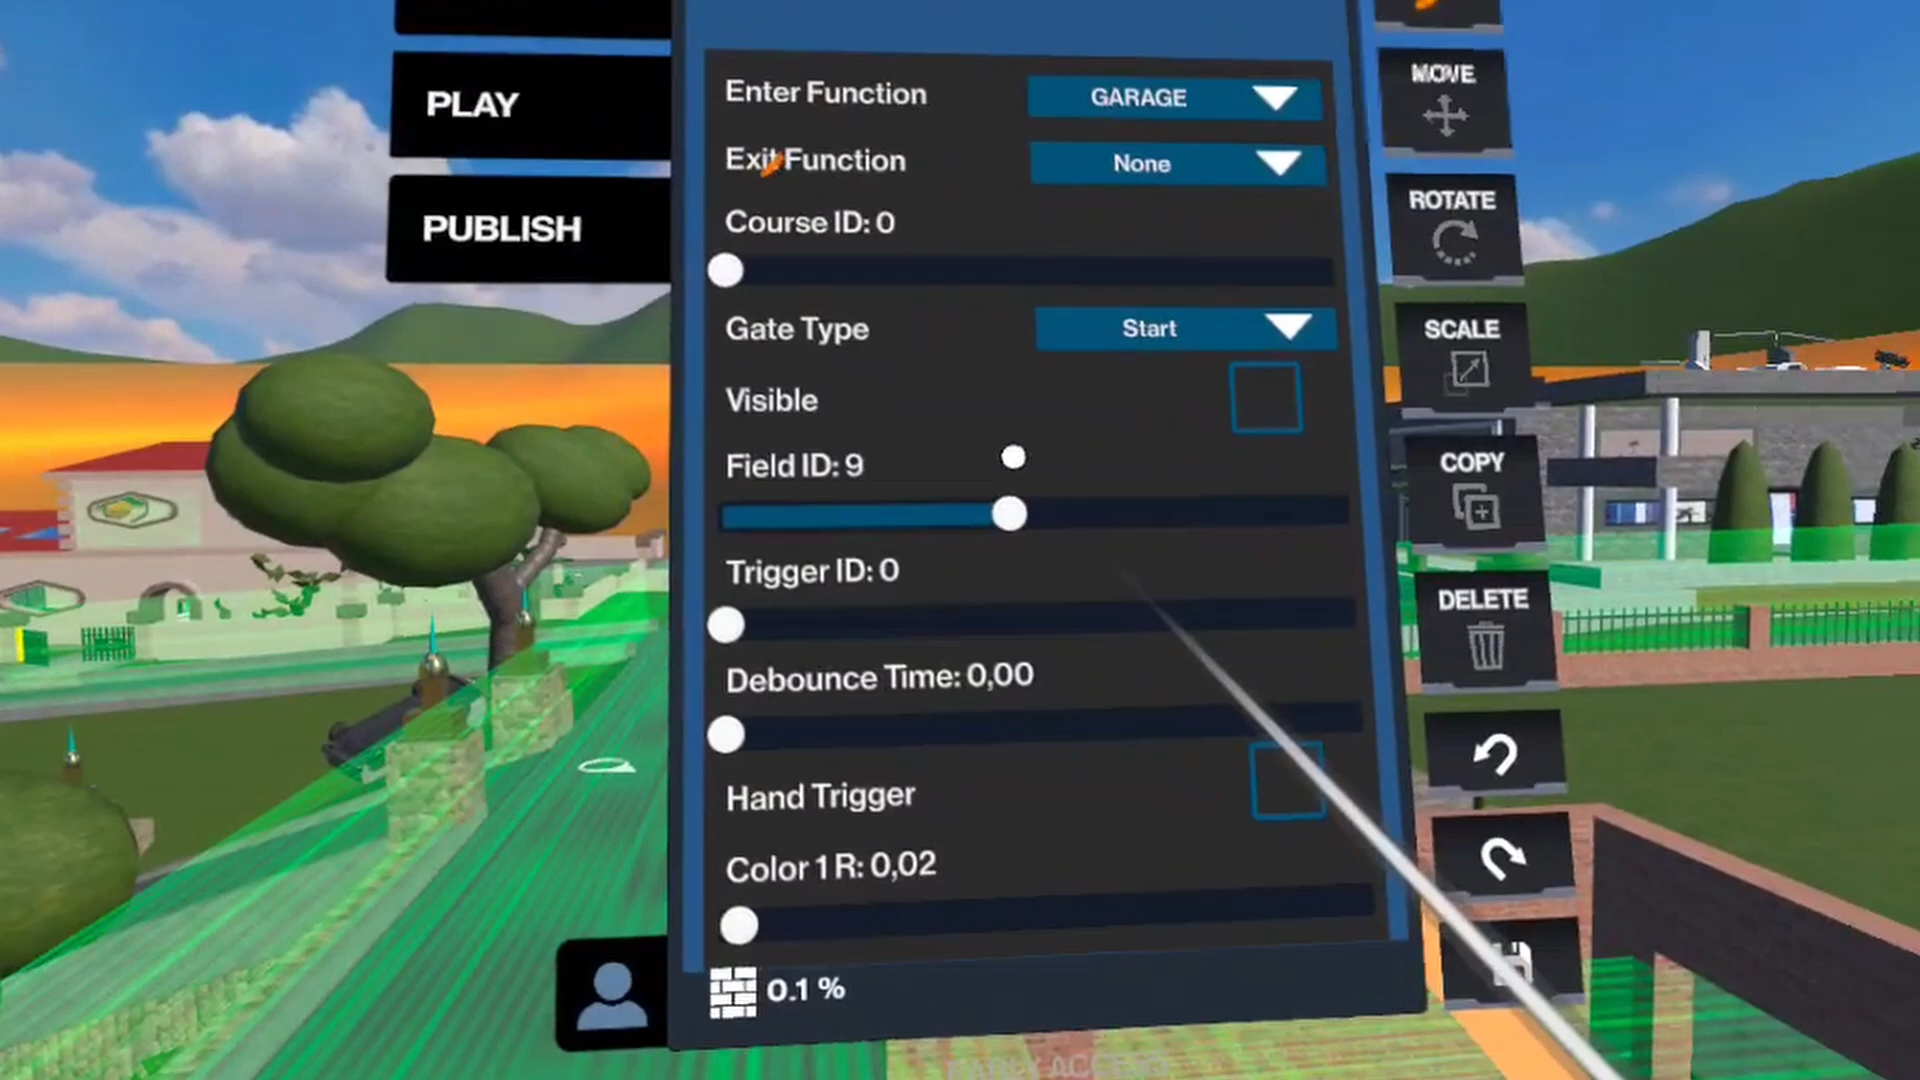 PLAY
PUBLISH
Enter Function
GARAGE
Exit Function
None
Course ID: 0
Gate Type
Start
Visible
Field ID: 9
Trigger ID: 0
Debounce Time: 0,00
Hand Trigger
Color 1 R: 0,02
0.1 %
MOVE
ROTATE
SCALE
COPY
DELETE
EARLY ACCESS